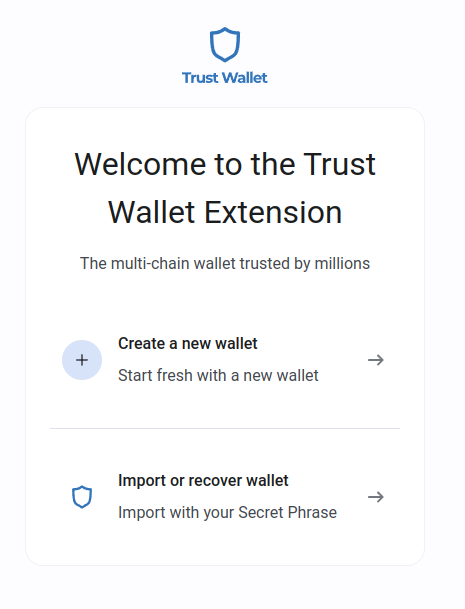 Trust Wallet
Welcome to the Trust
Wallet Extension
The multi-chain wallet trusted by millions
Create a new wallet
Start fresh with a new wallet
Import or recover wallet
Import with your Secret Phrase